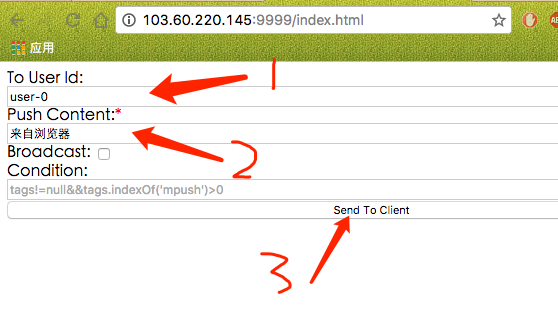 103.60.220.145:9999/index.html
应用
To User Id:
1
user-0
Push Content:*
来自浏览器
2
Broadcast:
Condition:
tags!=null&&tags.indexOf('mpush')>0
Send To Client
3